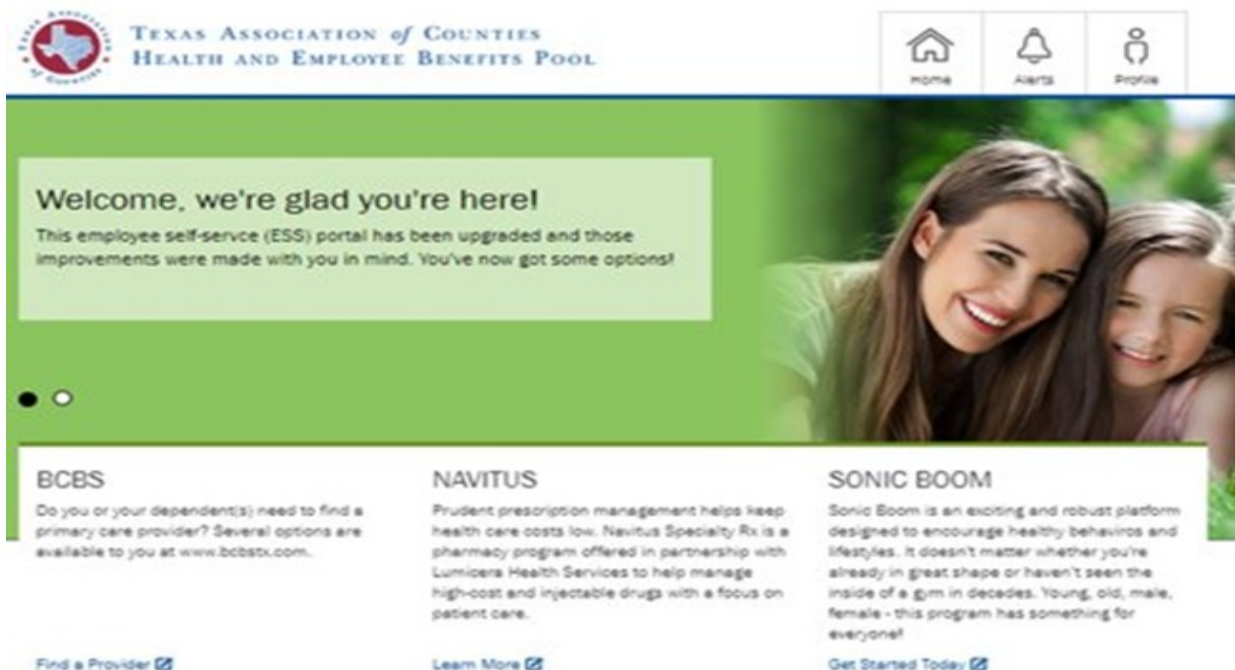 TEXAS ASSOCIATION
of COUNTIES
TEXAS ASSOCIATION of COUNTIES
HEALTH AND EMPLOYEE BENEFITS POOL
Home
Alerts
Profile
Welcome, we're glad you're here!
This employee self-servce (ESS) portal has been upgraded and those
improvements were made with you in mind. You've now got some options!
BCBS
Do you or your dependent(s) need to find a
primary care provider? Several options are
available to you at www.bcbstx.com.
Find a Provider
NAVITUS
Prudent prescription management helps keep
health care costs low. Navitus Specialty Rx is a
pharmacy program offered in partnership with
Lumicera Health Services to help manage
high-cost and injectable drugs with a focus on
patient care.
Learn More
SONIC BOOM
Sonic Boom is an exciting and robust platform
designed to encourage healthy behaviros and
lifestyles. It doesn't matter whether you're
already in great shape or haven't seen the
inside of a gym in decades. Young, old, male,
female - this program has something for
everyone!
Get Started Today